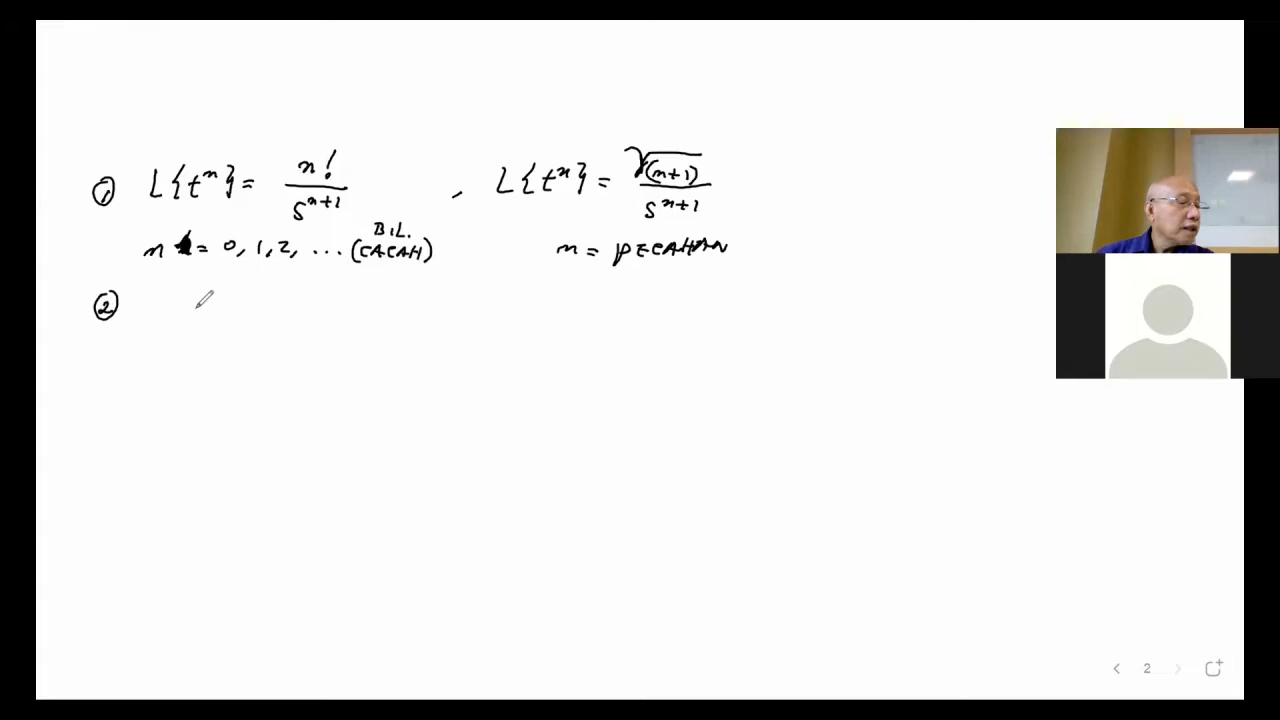 ① L{tⁿ} = n! / sⁿ⁺¹ , L{tⁿ} = Γ(n+1) / sⁿ⁺¹
n = 0, 1, 2, ... (BIL. CACAH) n = PECAHAN
②
2